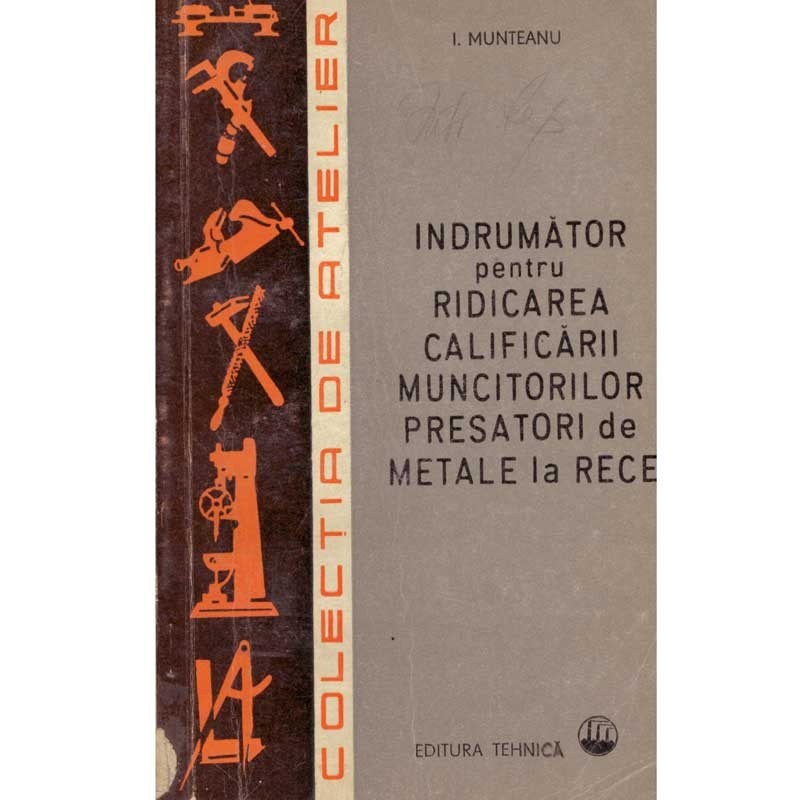 I. MUNTEANU
INDRUMĂTOR
pentru
RIDICAREA
CALIFICĂRII
MUNCITORILOR
PRESATORI de
METALE la RECE
EDITURA TEHNICĂ
COLECȚIA DE ATELIER